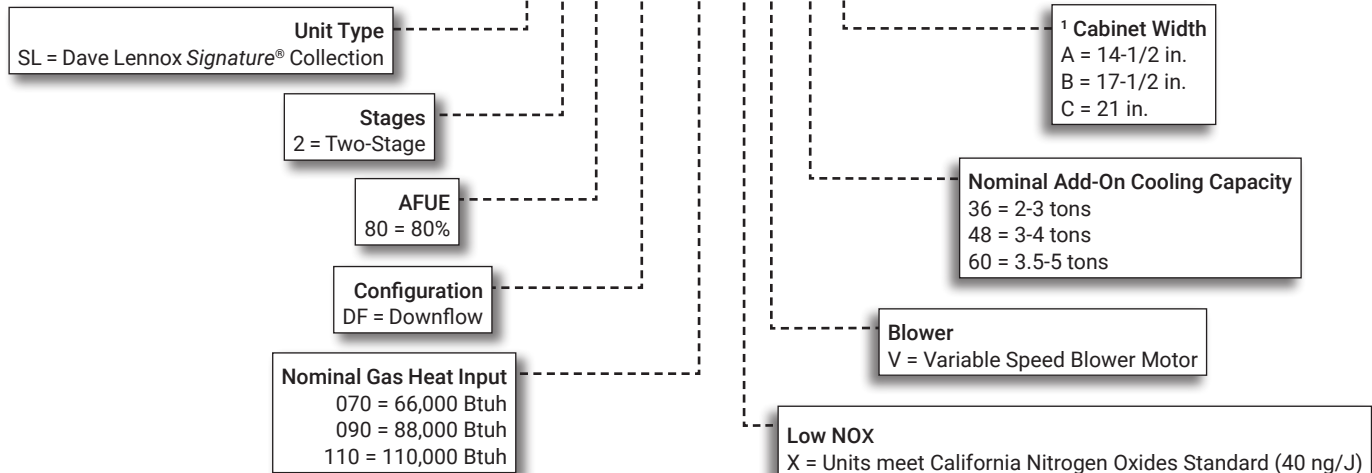 Unit Type
SL = Dave Lennox Signature® Collection
Stages
2 = Two-Stage
AFUE
80 = 80%
Configuration
DF = Downflow
Nominal Gas Heat Input
070 = 66,000 Btuh
090 = 88,000 Btuh
110 = 110,000 Btuh
¹ Cabinet Width
A = 14-1/2 in.
B = 17-1/2 in.
C = 21 in.
Nominal Add-On Cooling Capacity
36 = 2-3 tons
48 = 3-4 tons
60 = 3.5-5 tons
Blower
V = Variable Speed Blower Motor
Low NOx
X = Units meet California Nitrogen Oxides Standard (40 ng/J)